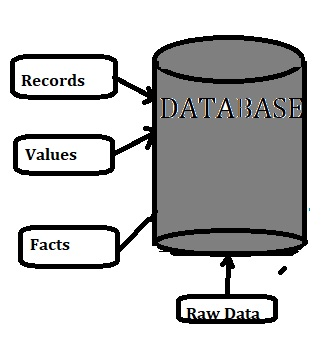 Records
DATABASE
Values
Facts
Raw Data